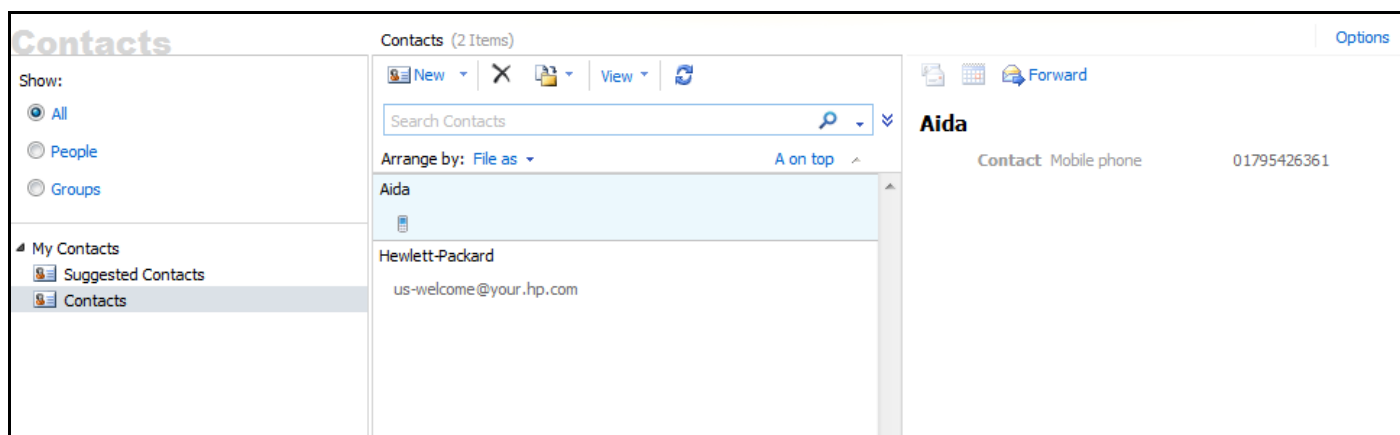 Contacts
Show:
All
People
Groups
My Contacts
Suggested Contacts
Contacts
Contacts (2 Items)
New View
Search Contacts
Arrange by: File as A on top
Aida
Hewlett-Packard
us-welcome@your.hp.com
Options
Forward
Aida
Contact Mobile phone 01795426361